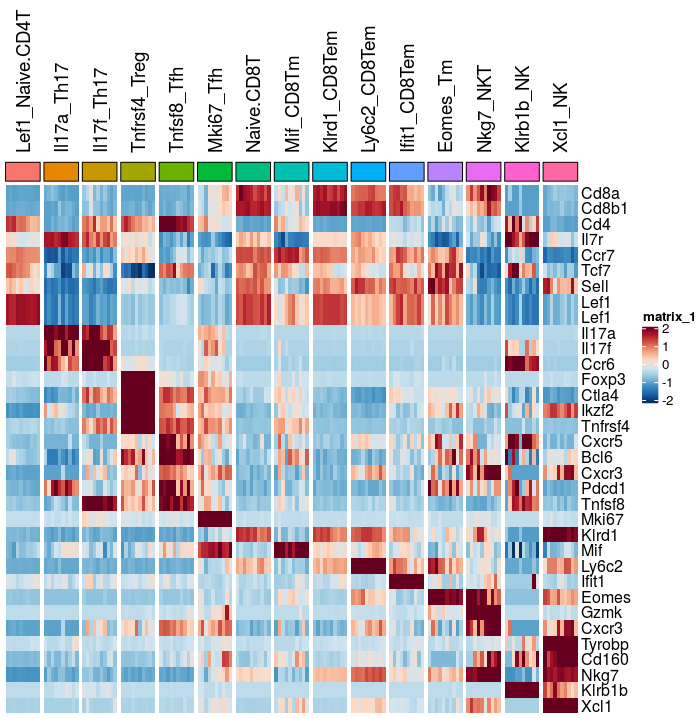 Lef1_Naive.CD4T
Il17a_Th17
Il17f_Th17
Tnfrsf4_Treg
Tnfsf8_Tfh
Mki67_Tfh
Naive.CD8T
Mif_CD8Tm
Klrd1_CD8Tem
Ly6c2_CD8Tem
Ifit1_CD8Tem
Eomes_Tm
Nkg7_NKT
Klrb1b_NK
Xcl1_NK
Cd8a
Cd8b1
Cd4
Il7r
Ccr7
Tcf7
Sell
Lef1
Lef1
Il17a
Il17f
Ccr6
Foxp3
Ctla4
Ikzf2
Tnfrsf4
Cxcr5
Bcl6
Cxcr3
Pdcd1
Tnfsf8
Mki67
Klrd1
Mif
Ly6c2
Ifit1
Eomes
Gzmk
Cxcr3
Tyrobp
Cd160
Nkg7
Klrb1b
Xcl1
matrix_1
2
1
0
-1
-2